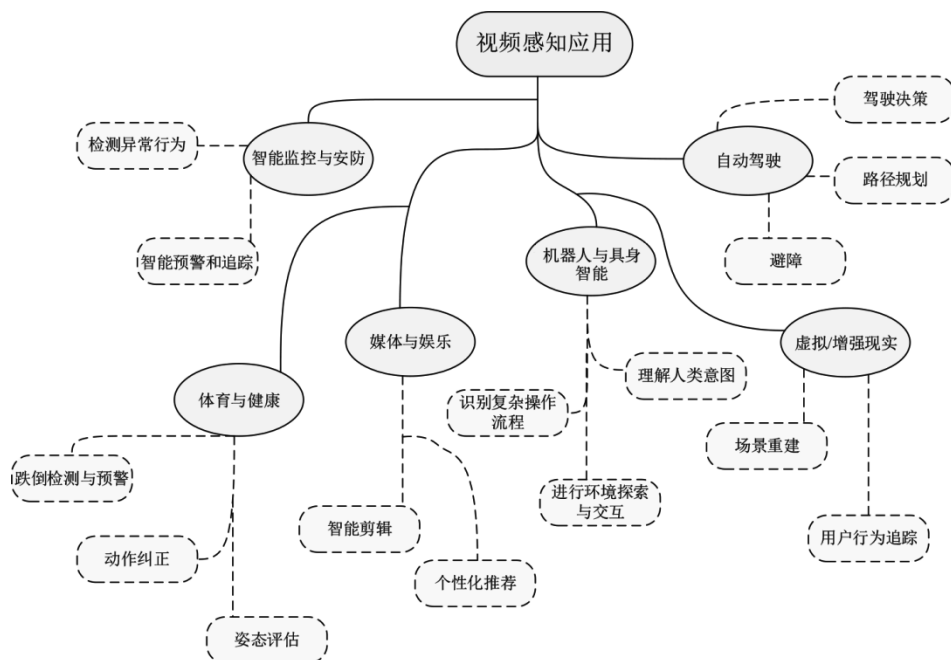 视频感知应用
驾驶决策
检测异常行为
智能监控与安防
自动驾驶
路径规划
智能预警和追踪
机器人与具身
智能
避障
媒体与娱乐
虚拟/增强现实
理解人类意图
体育与健康
识别复杂操作
流程
场景重建
跌倒检测与预警
进行环境探索
与交互
智能剪辑
用户行为追踪
动作纠正
个性化推荐
姿态评估